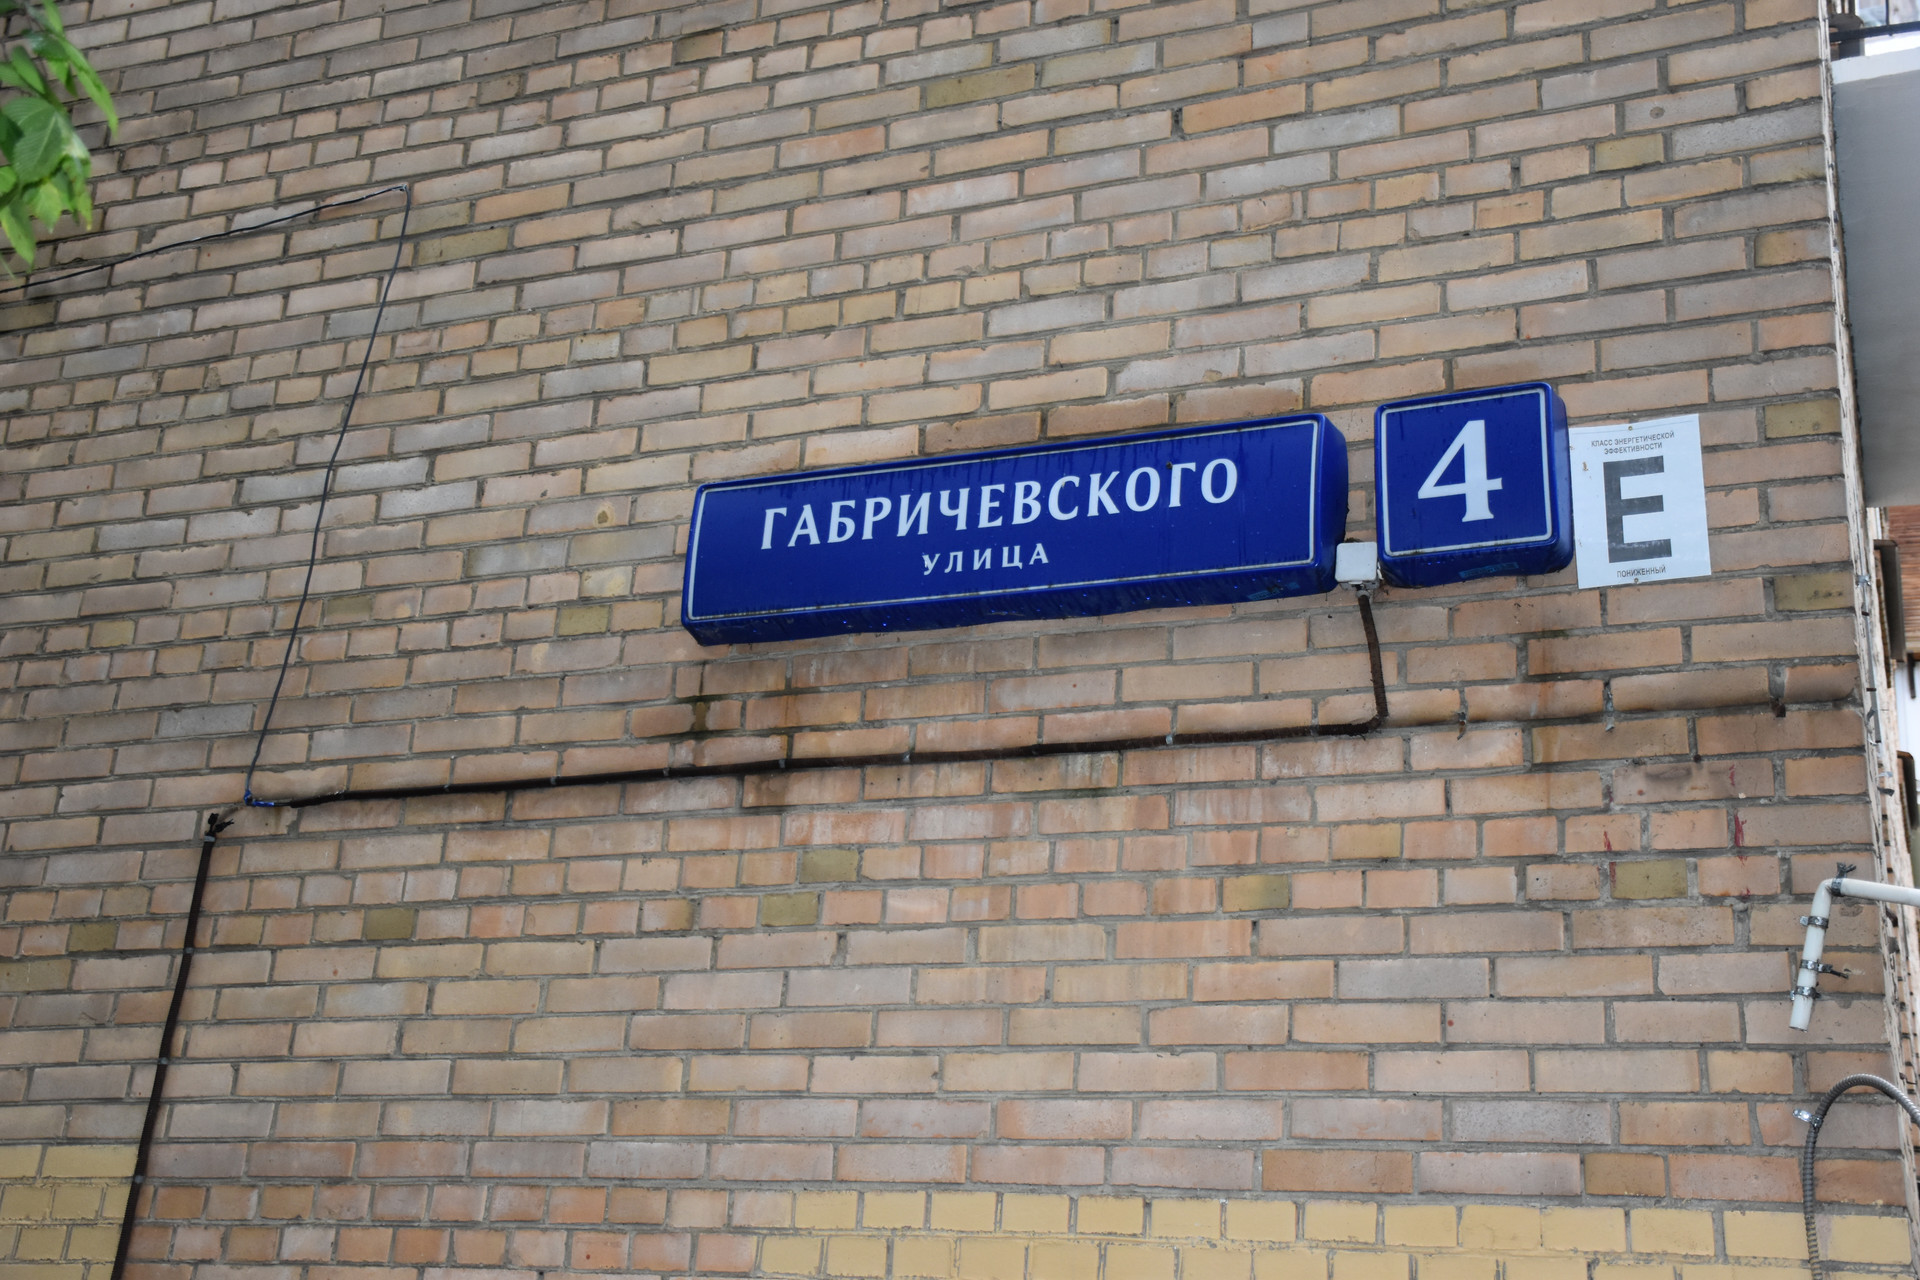 ГАБРИЧЕВСКОГО
УЛИЦА
4
КЛАСС ЭНЕРГЕТИЧЕСКОЙ
ЭФФЕКТИВНОСТИ
E
ПОНИЖЕННЫЙ